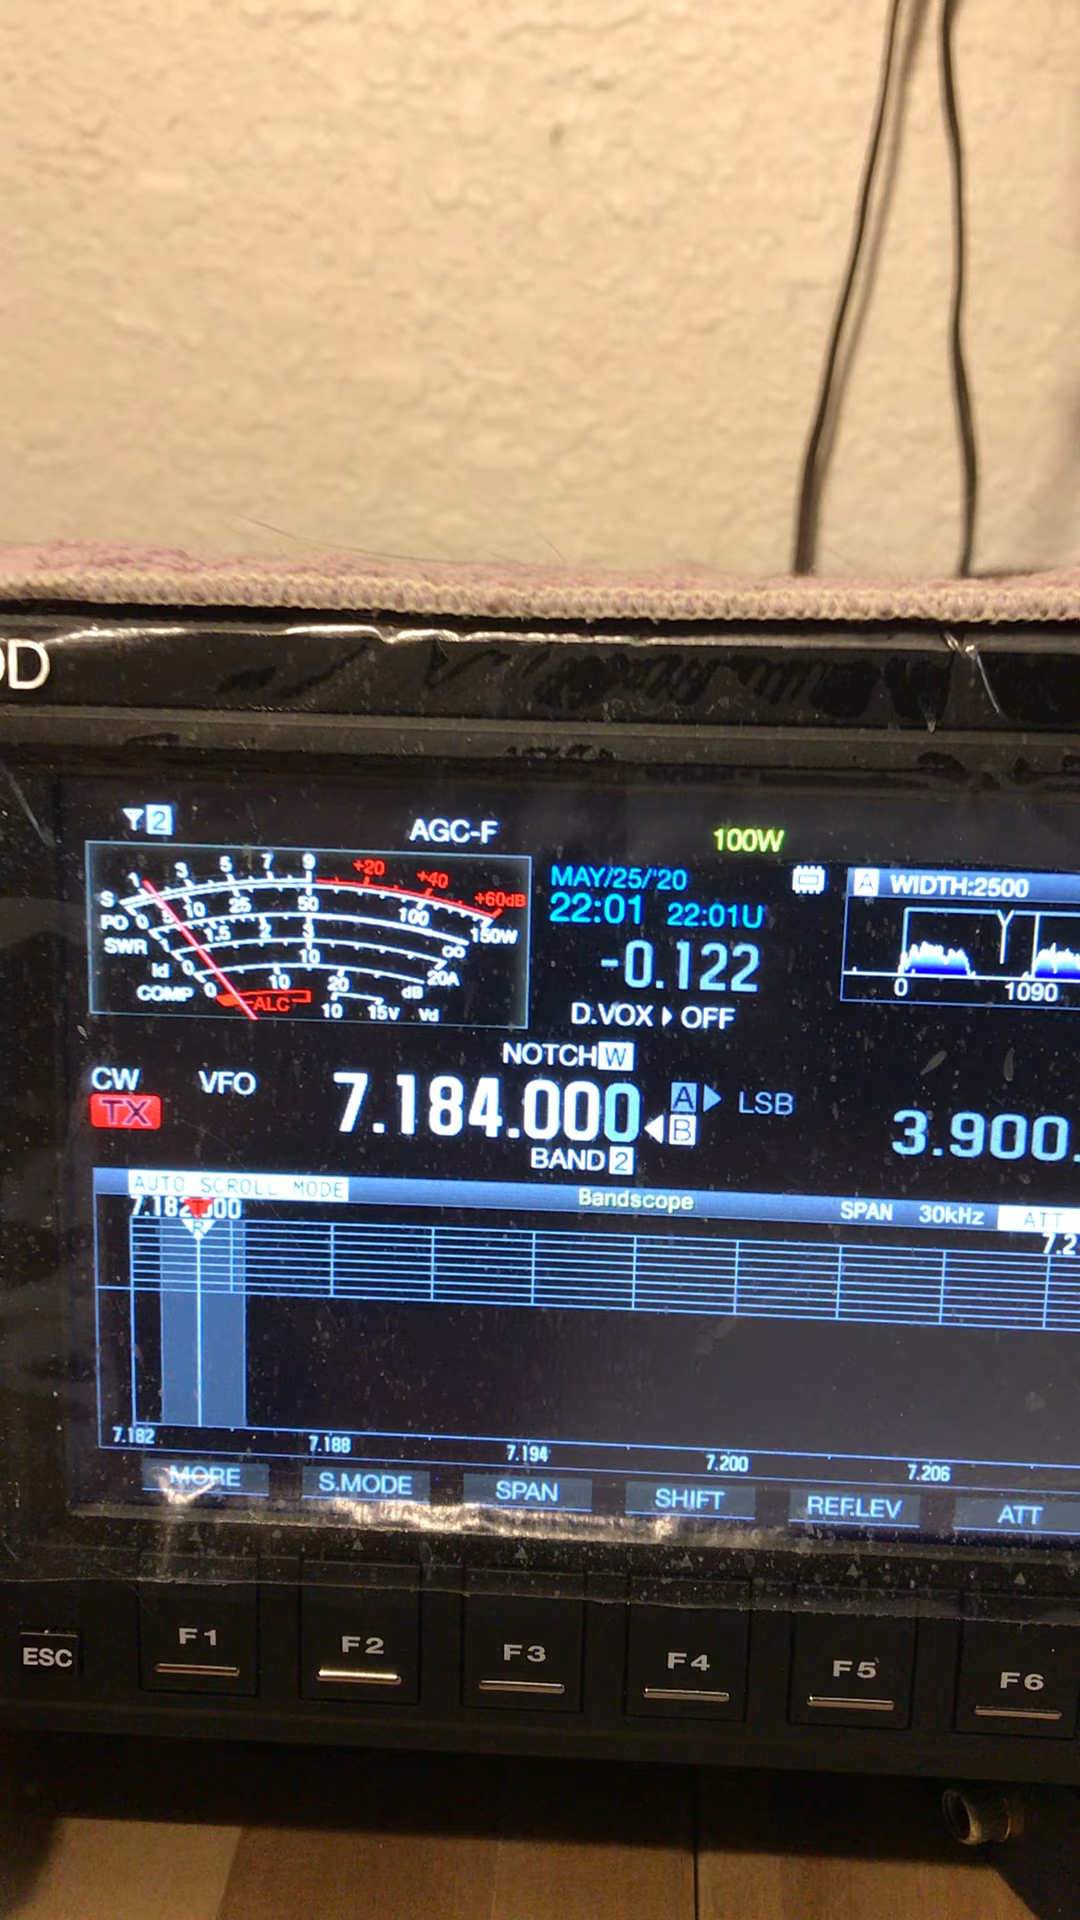 OD
2 AGC-F 100W
S 1 3 5 7 9 +20 +40 +60dB
PO 0 10 25 50 100 150W
SWR 1 1.5 2 3 ∞
Id 0 10 20A
COMP 0 10 20 dB
ALC 10 15V Vd
MAY/25/'20
22:01 22:01U
-0.122
D.VOX OFF
A WIDTH:2500
0 1090
NOTCH W
CW VFO 7.184.000 A LSB
TX B 3.900.
BAND 2
AUTO SCROLL MODE Bandscope SPAN 30kHz ATT
7.182.000 7.2
R
7.182 7.188 7.194 7.200 7.206
MORE S.MODE SPAN SHIFT REF.LEV ATT
ESC F1 F2 F3 F4 F5 F6